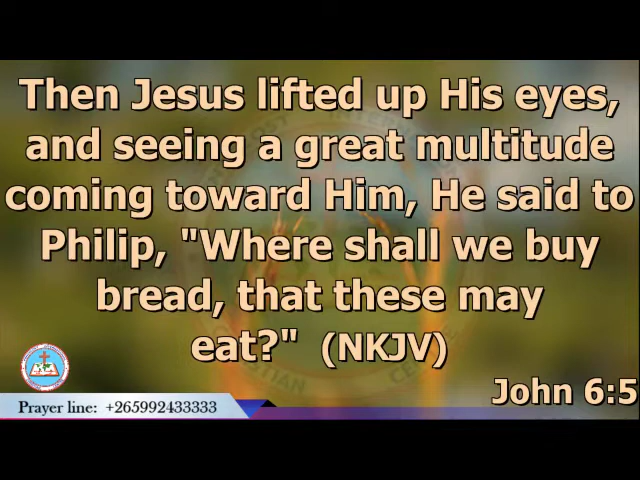 Then Jesus lifted up His eyes,
and seeing a great multitude
coming toward Him, He said to
Philip, "Where shall we buy
bread, that these may
eat?" (NKJV)
John 6:5
Prayer line: +265992433333